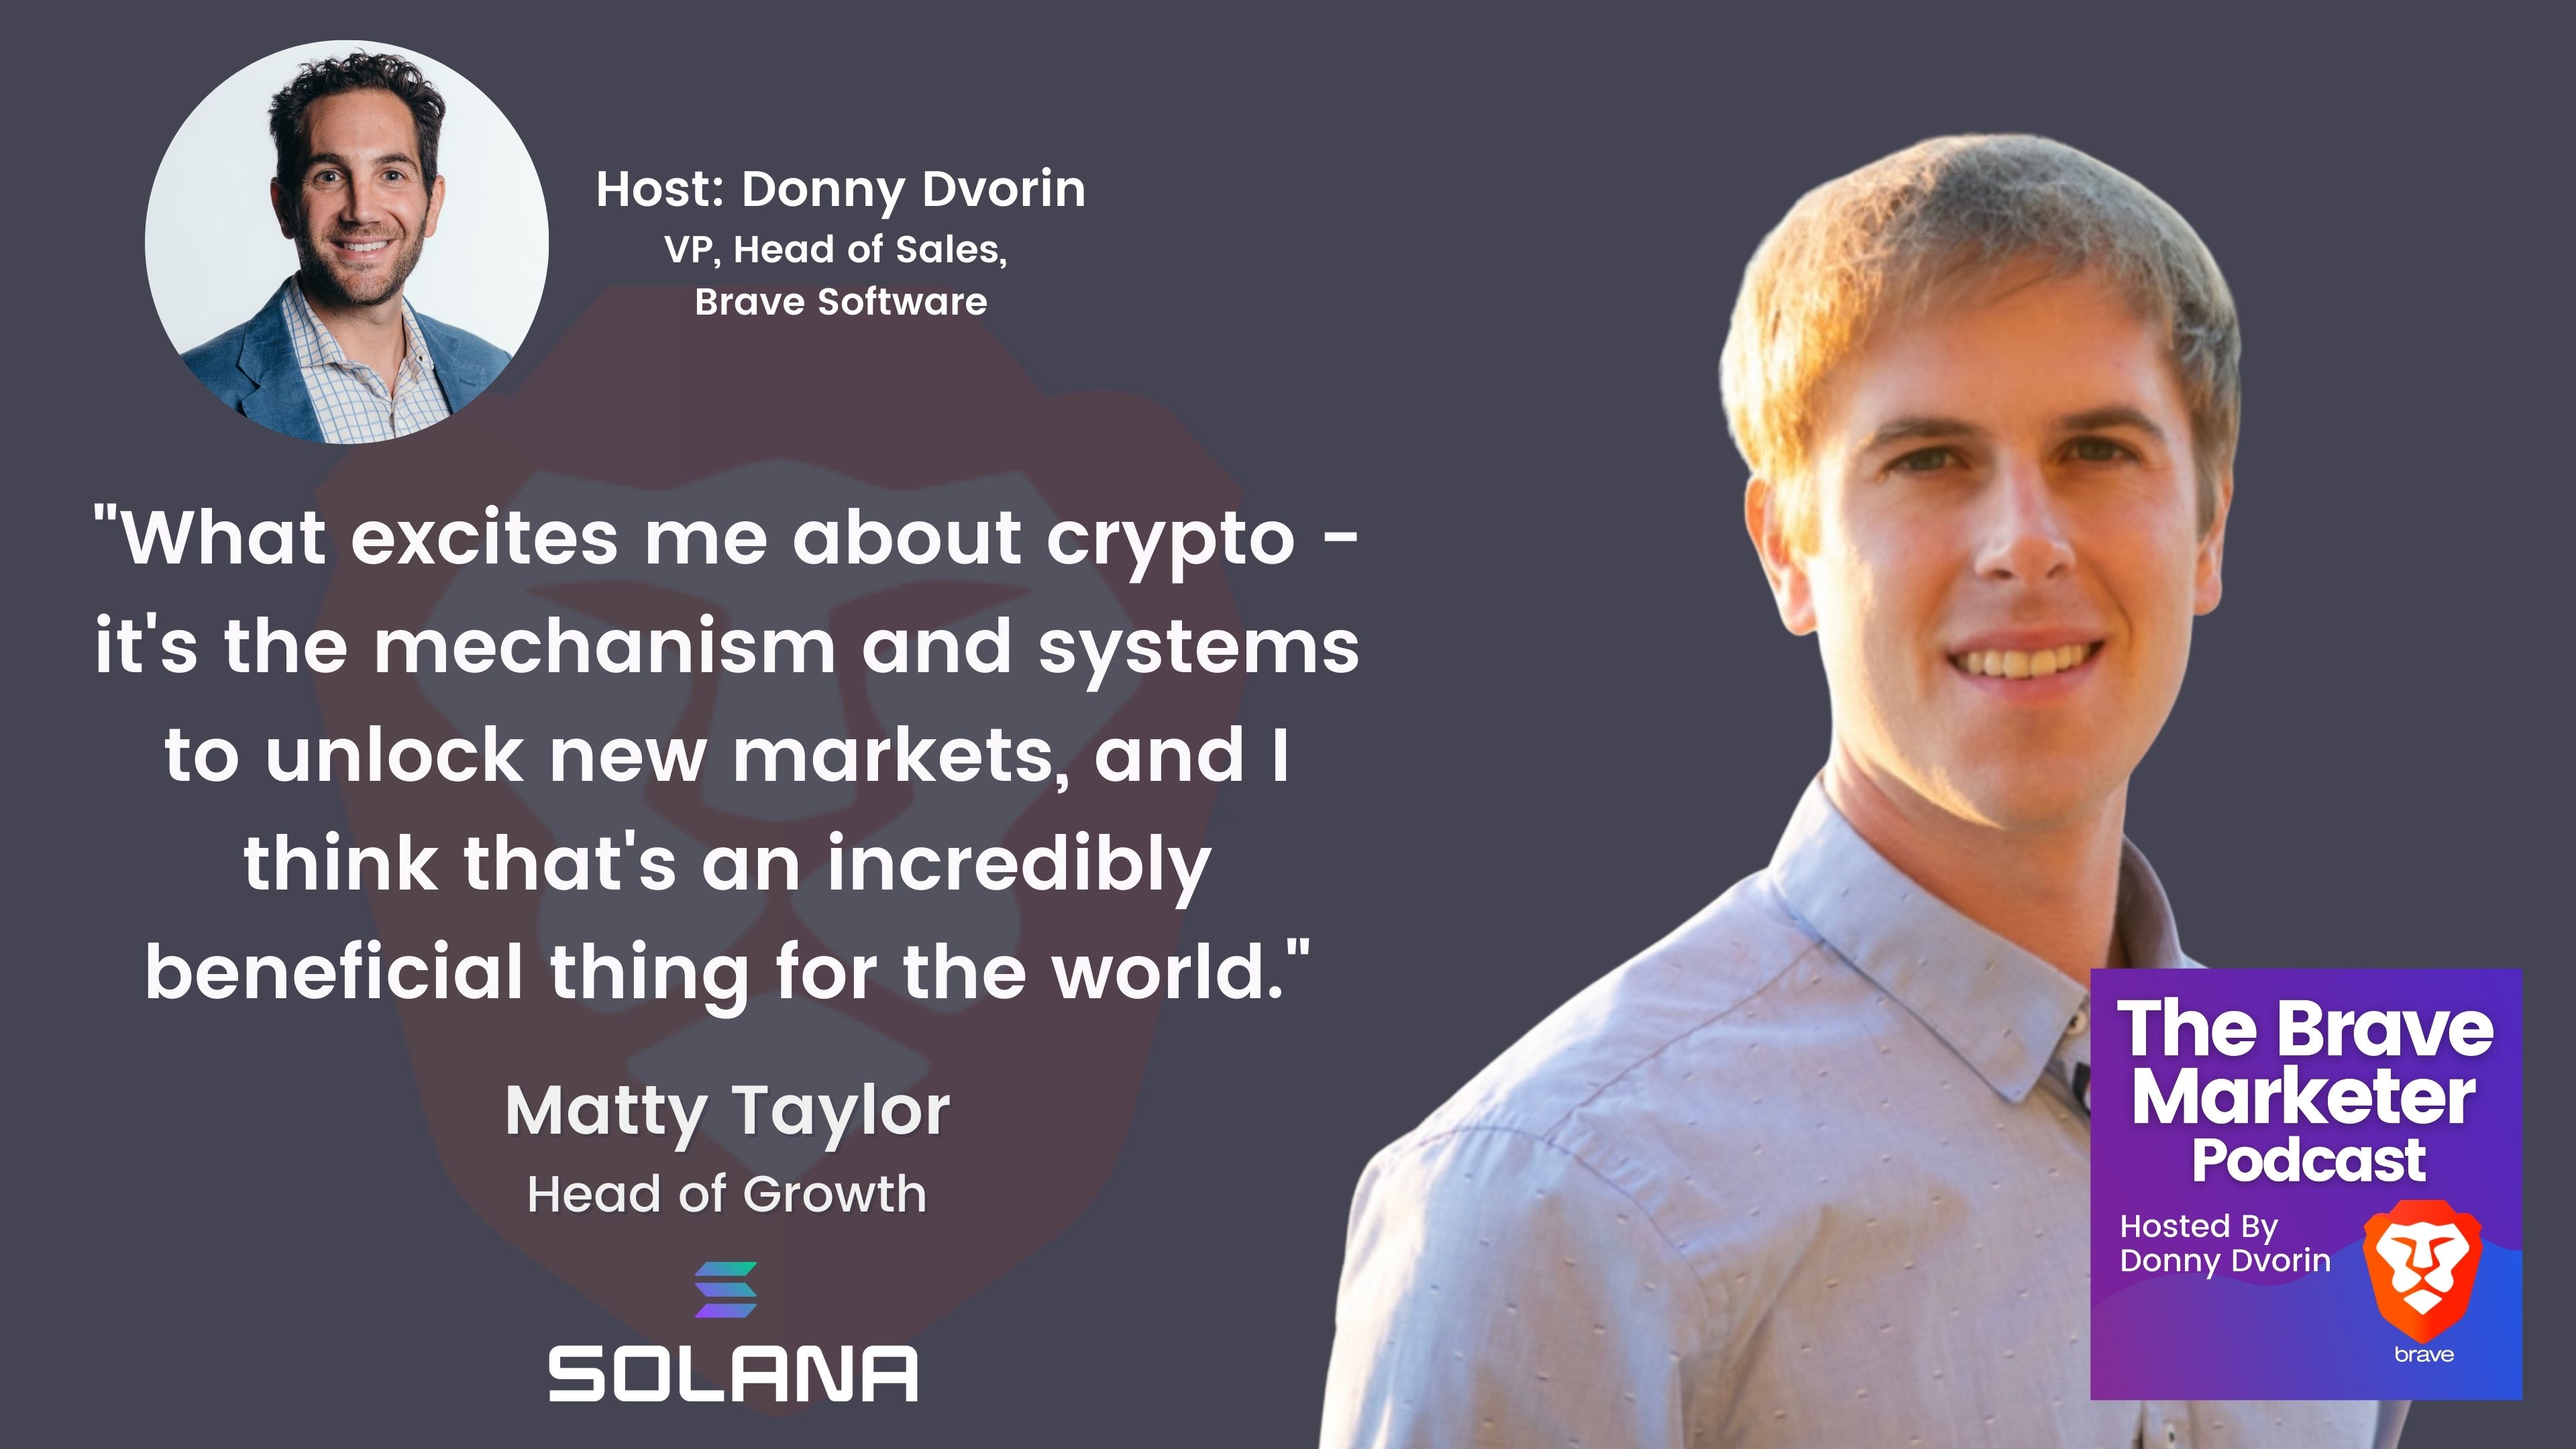 Host: Donny Dvorin
VP, Head of Sales,
Brave Software
"What excites me about crypto -
it's the mechanism and systems
to unlock new markets, and I
think that's an incredibly
beneficial thing for the world."
Matty Taylor
Head of Growth
SOLANA
The Brave
Marketer
Podcast
Hosted By
Donny Dvorin
brave